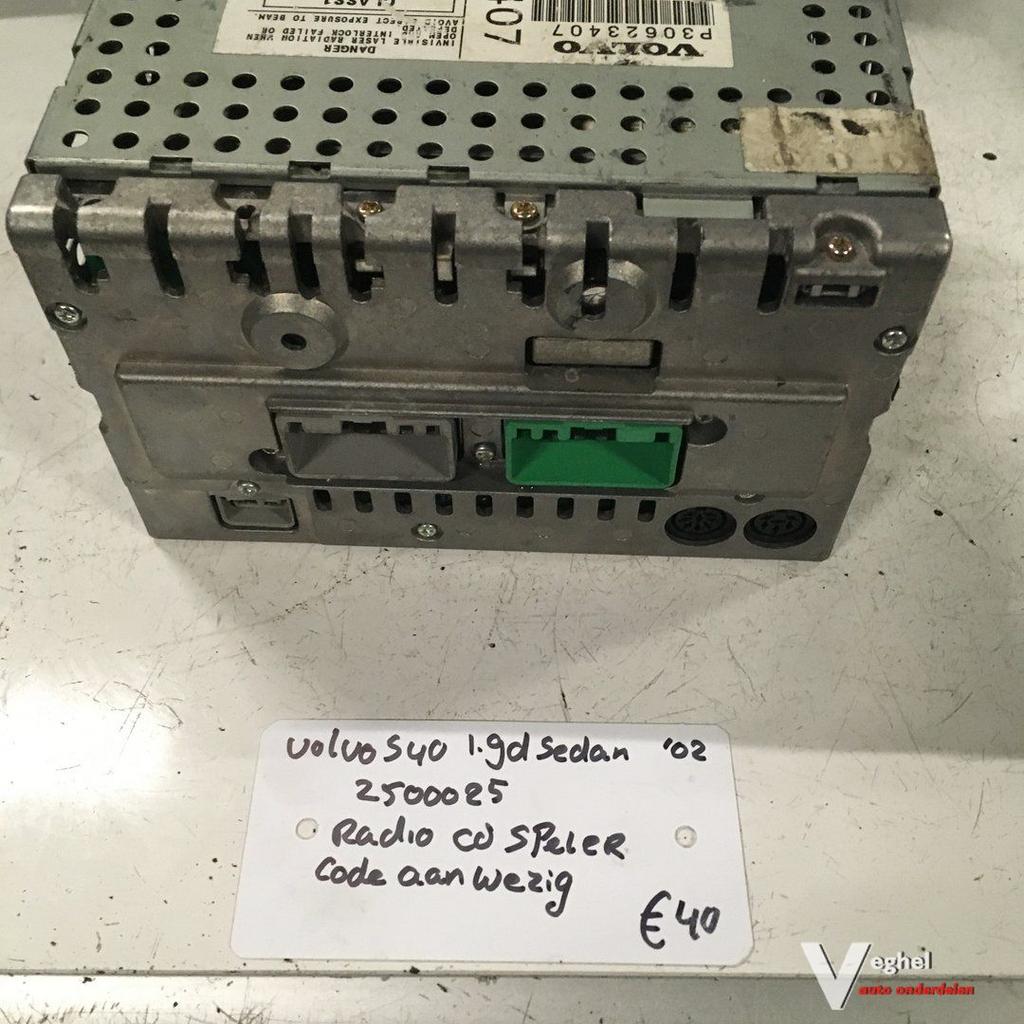 CLASS1
AVOID DIRECT EXPOSURE TO BEAM.
OPEN AND INTERLOCK FAILED OR
INVISIBLE LASER RADIATION WHEN
DANGER
407
P30623407
VOLVO
Volvo S40 1.9d Sedan '02
2500025
Radio CD SPeleR
Code aanwezig
€40
Veghel
auto onderdelen